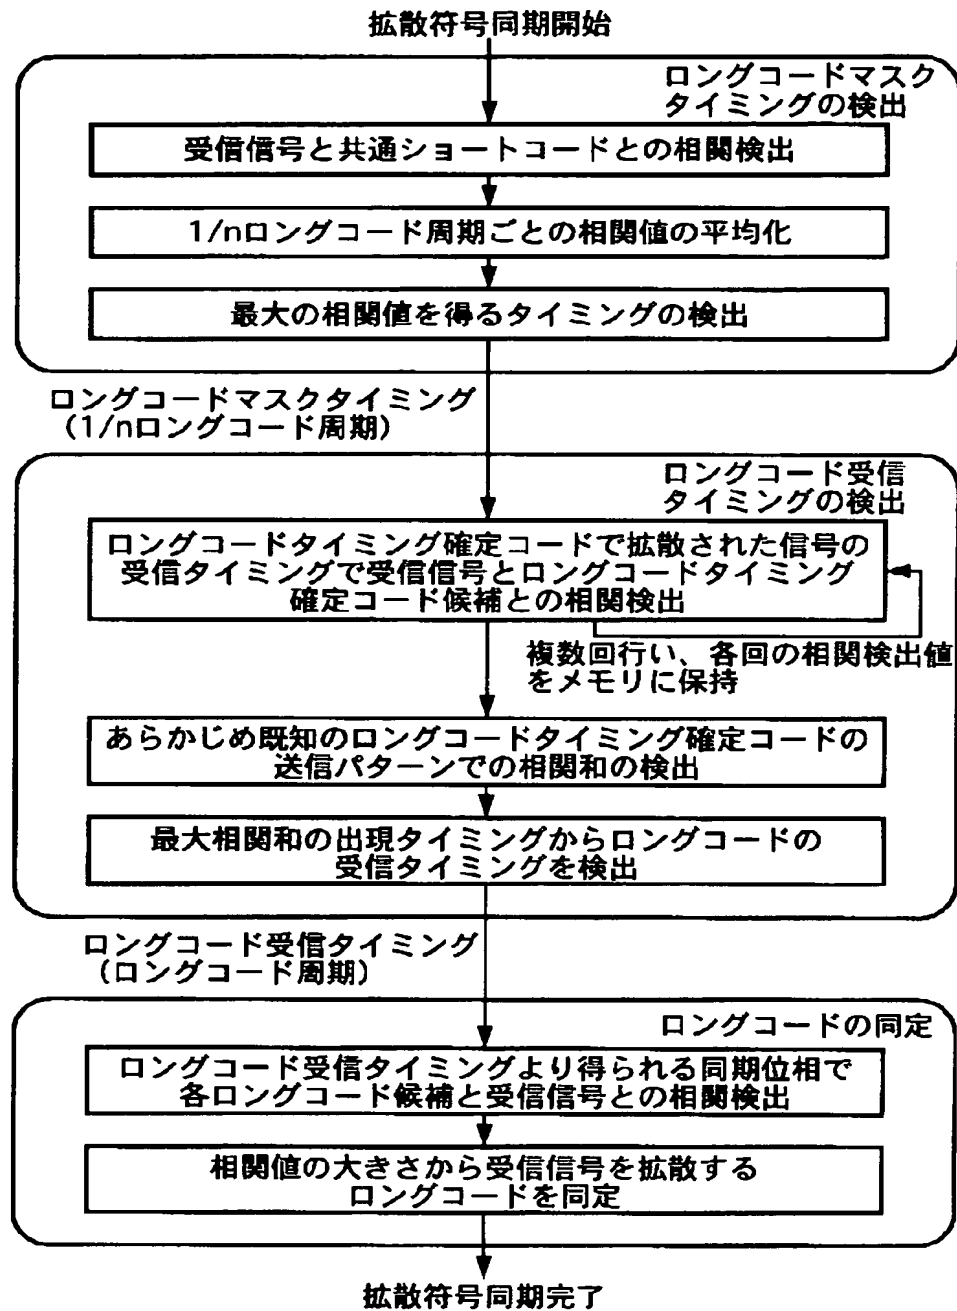 拡散符号同期開始
ロングコードマスク
タイミングの検出
受信信号と共通ショートコードとの相関検出
1/nロングコード周期ごとの相関値の平均化
最大の相関値を得るタイミングの検出
ロングコードマスクタイミング
（1/nロングコード周期）
ロングコード受信
タイミングの検出
ロングコードタイミング確定コードで拡散された信号の
受信タイミングで受信信号とロングコードタイミング
確定コード候補との相関検出
複数回行い、各回の相関検出値
をメモリに保持
あらかじめ既知のロングコードタイミング確定コードの
送信パターンでの相関和の検出
最大相関和の出現タイミングからロングコードの
受信タイミングを検出
ロングコード受信タイミング
（ロングコード周期）
ロングコードの同定
ロングコード受信タイミングより得られる同期位相で
各ロングコード候補と受信信号との相関検出
相関値の大きさから受信信号を拡散する
ロングコードを同定
拡散符号同期完了